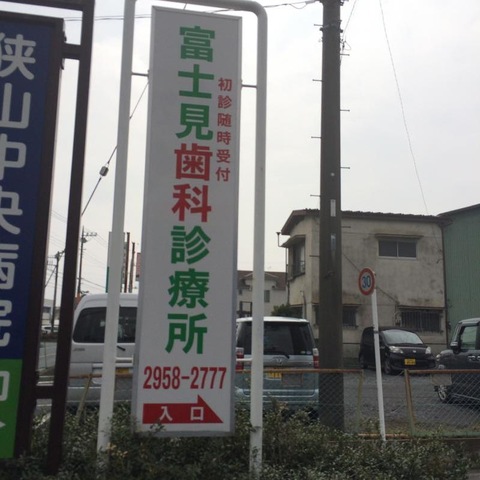 狭山中央病院
富士見歯科診療所
初診随時受付
2958-2777
入口
30